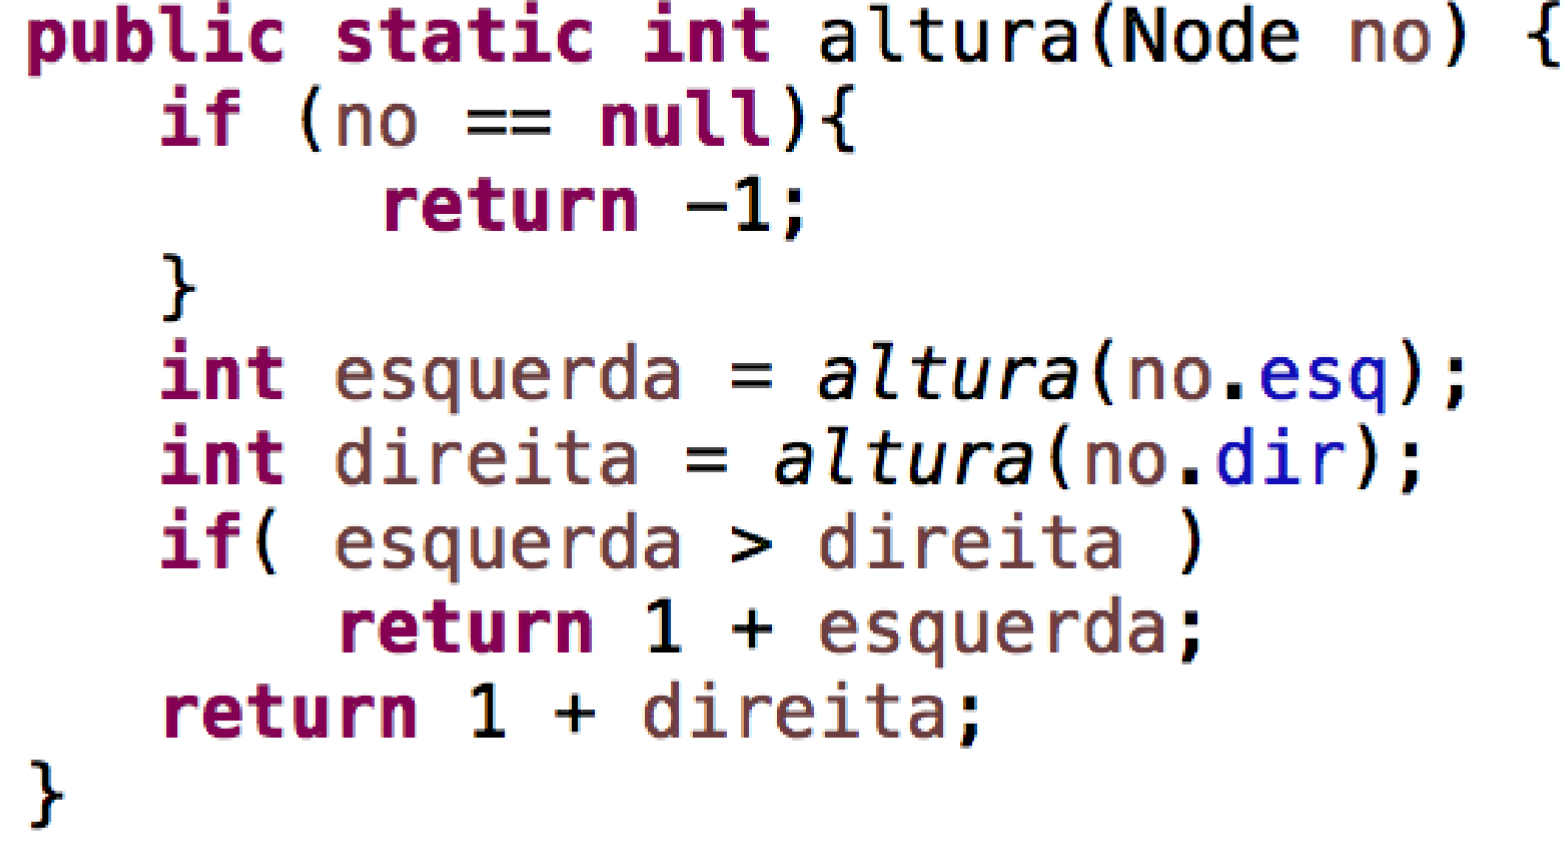 public static int altura(Node no) {
if (no == null){
return -1;
}
int esquerda = altura(no.esq);
int direita = altura(no.dir);
if( esquerda > direita )
return 1 + esquerda;
return 1 + direita;
}